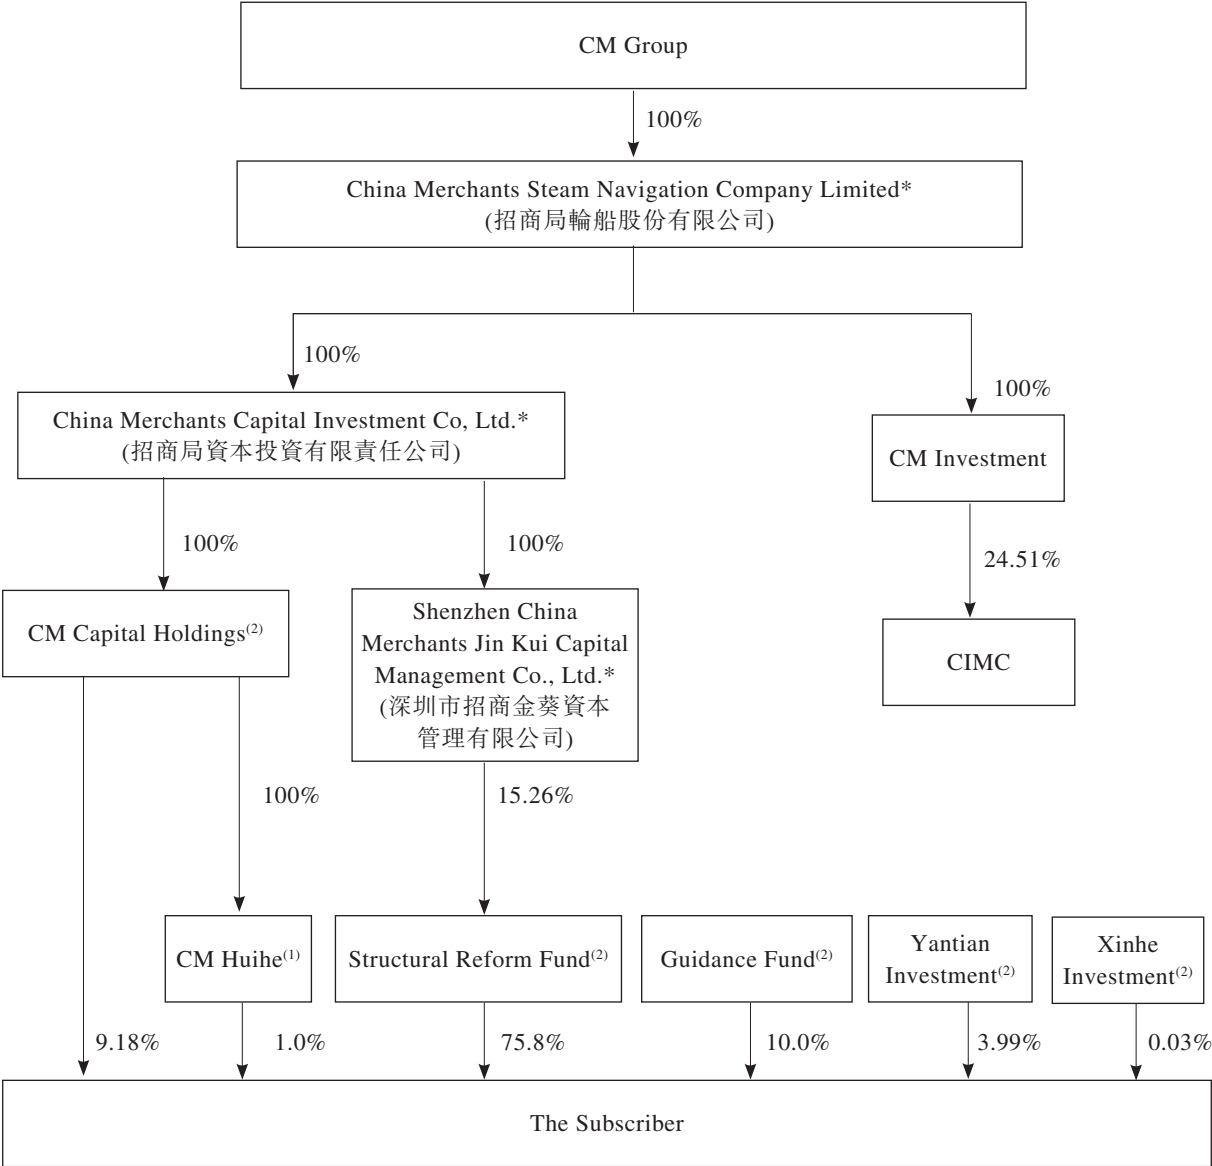 CM Group
100%
China Merchants Steam Navigation Company Limited*
(招商局輪船股份有限公司)
100%
100%
China Merchants Capital Investment Co, Ltd.*
(招商局資本投資有限責任公司)
CM Investment
100%
100%
24.51%
CM Capital Holdings(2)
Shenzhen China
Merchants Jin Kui Capital
Management Co., Ltd.*
(深圳市招商金葵資本
管理有限公司)
CIMC
100%
15.26%
CM Huihe(1)
Structural Reform Fund(2)
Guidance Fund(2)
Yantian
Investment(2)
Xinhe
Investment(2)
9.18%
1.0%
75.8%
10.0%
3.99%
0.03%
The Subscriber